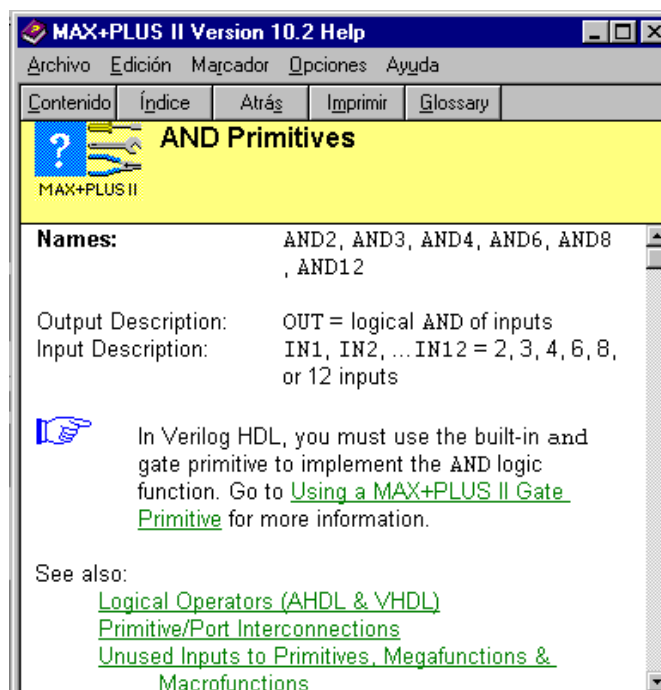 MAX+PLUS II Version 10.2 Help
Archivo Edición Marcador Opciones Ayuda
Contenido Índice Atrás Imprimir Glossary
?
AND Primitives
MAX+PLUS II
Names: AND2, AND3, AND4, AND6, AND8
, AND12
Output Description: OUT = logical AND of inputs
Input Description: IN1, IN2, ... IN12 = 2, 3, 4, 6, 8,
or 12 inputs
In Verilog HDL, you must use the built-in and
gate primitive to implement the AND logic
function. Go to Using a MAX+PLUS II Gate
Primitive for more information.
See also:
Logical Operators (AHDL & VHDL)
Primitive/Port Interconnections
Unused Inputs to Primitives, Megafunctions &
Macrofunctions